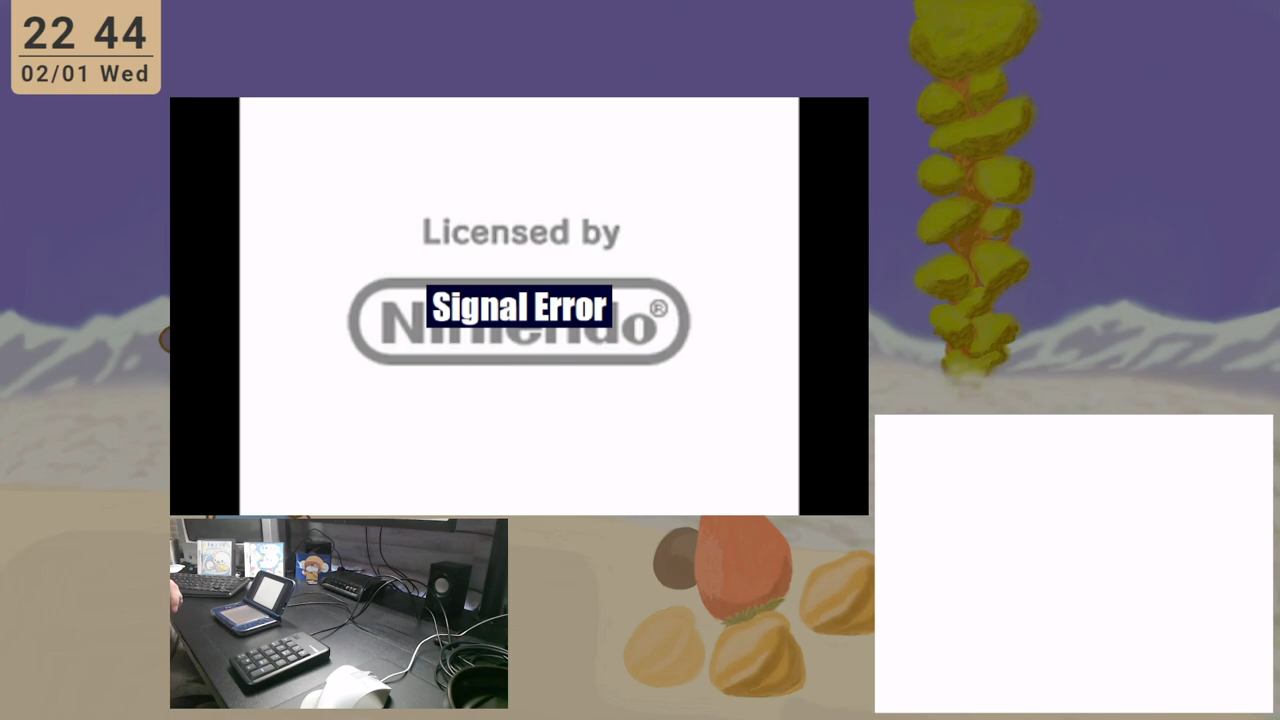 22 44
02/01 Wed
Licensed by
Nintendo®
Signal Error